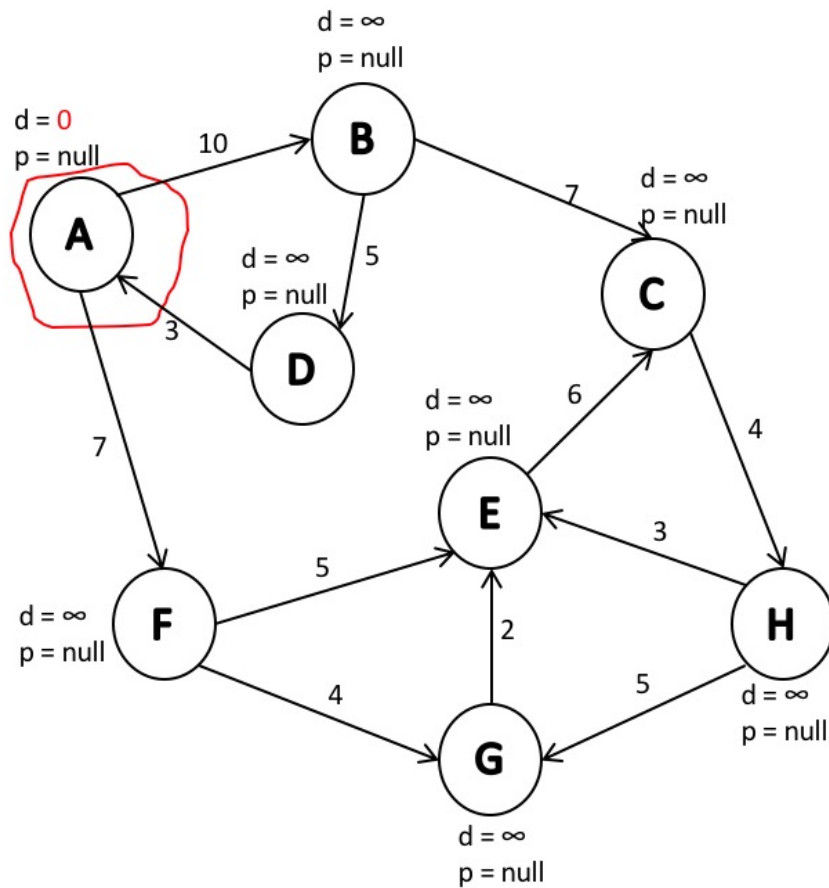 d = ∞
p = null
B
d = 0
p = null
10
A
7
d = ∞
p = null
C
5
d = ∞
p = null
3
D
7
d = ∞
p = null
6
4
E
3
5
d = ∞
p = null
F
2
H
4
5
d = ∞
p = null
G
d = ∞
p = null